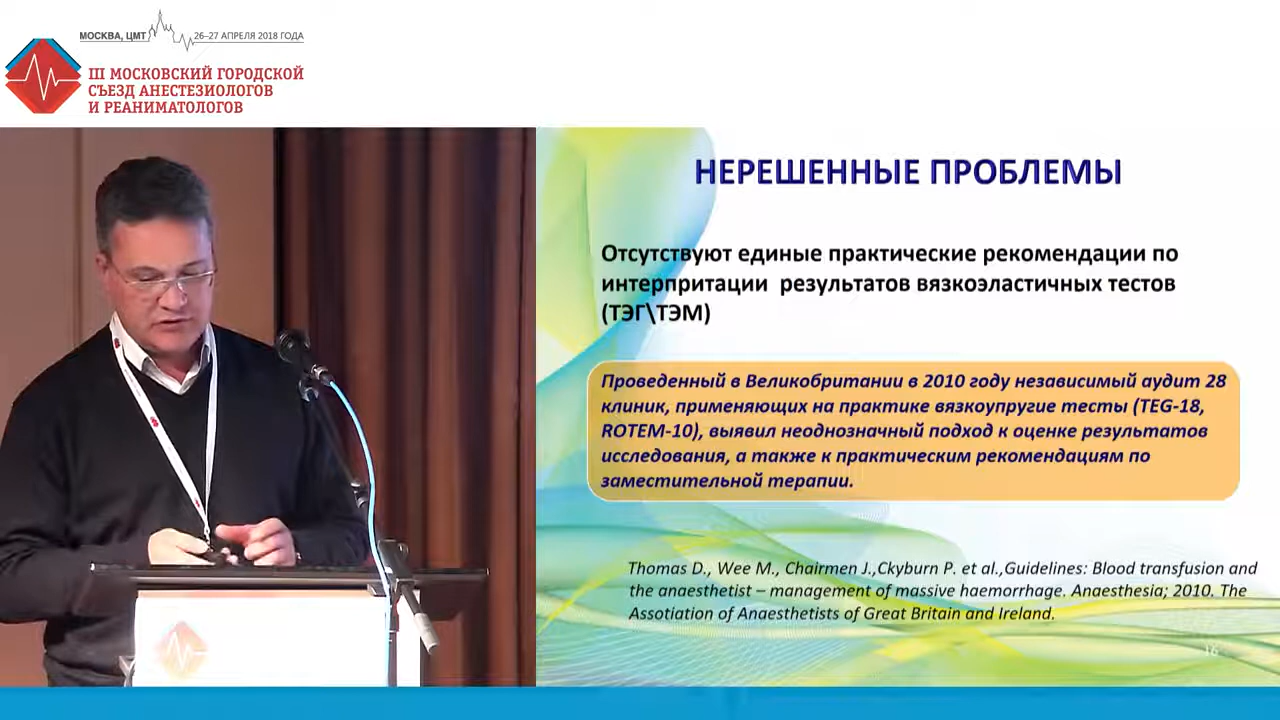 МОСКВА, ЦМТ 26–27 АПРЕЛЯ 2018 ГОДА
III МОСКОВСКИЙ ГОРОДСКОЙ
СЪЕЗД АНЕСТЕЗИОЛОГОВ
И РЕАНИМАТОЛОГОВ
НЕРЕШЕННЫЕ ПРОБЛЕМЫ
Отсутствуют единые практические рекомендации по
интерпритации результатов вязкоэластичных тестов
(ТЭГ\ТЭМ)
Проведенный в Великобритании в 2010 году независимый аудит 28
клиник, применяющих на практике вязкоупругие тесты (TEG-18,
ROTEM-10), выявил неоднозначный подход к оценке результатов
исследования, а также к практическим рекомендациям по
заместительной терапии.
Thomas D., Wee M., Chairmen J.,Ckyburn P. et al.,Guidelines: Blood transfusion and
the anaesthetist – management of massive haemorrhage. Anaesthesia; 2010. The
Assotiation of Anaesthetists of Great Britain and Ireland.
16